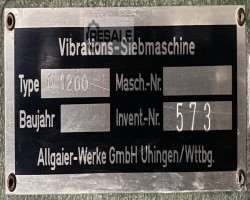 RESALE
Vibrations-Siebmaschine
Type 1200 Masch.-Nr.
Baujahr Invent.-Nr. 573
Allgaier-Werke GmbH Uhingen/Wttbg.